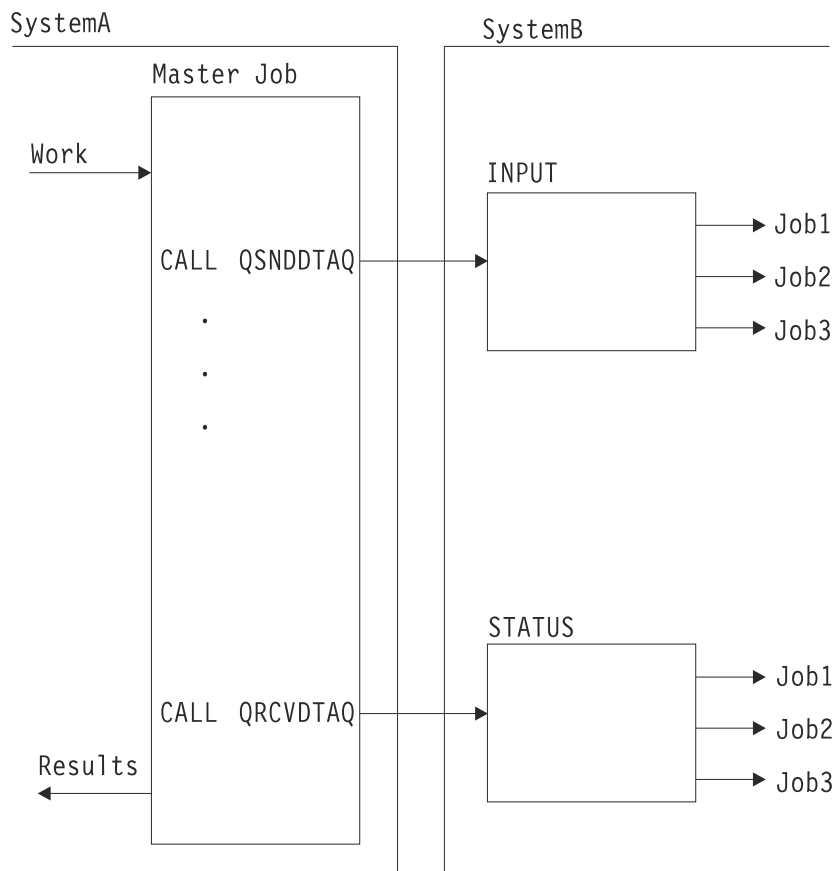 SystemA
SystemB
Master Job
Work
INPUT
Job1
CALL QSNDDTAQ
Job2
Job3
.
.
.
STATUS
Job1
CALL QRCVDTAQ
Job2
Results
Job3